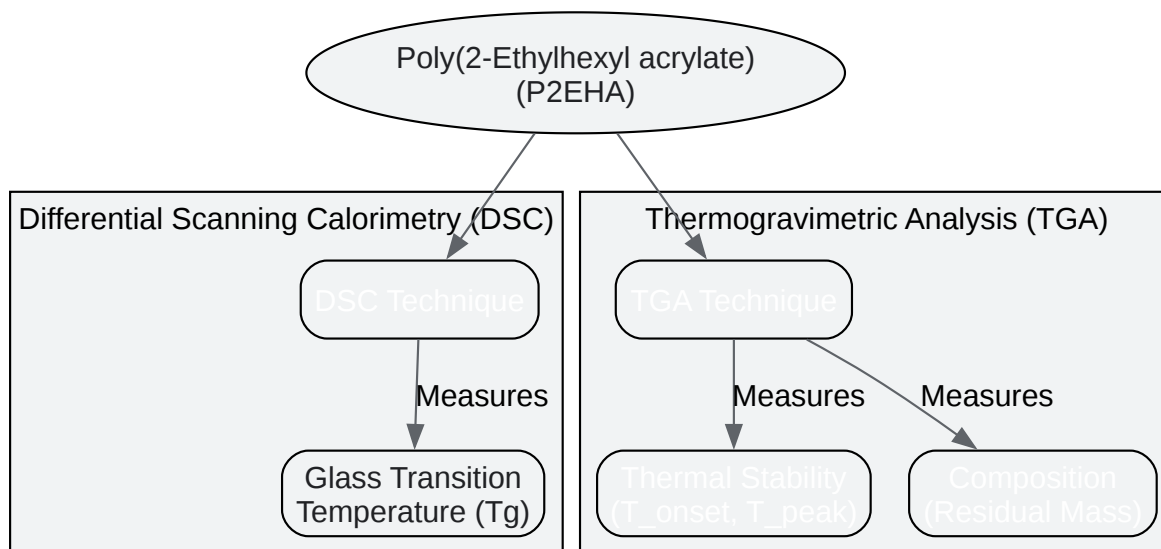 Poly(2-Ethylhexyl acrylate)
(P2EHA)
Differential Scanning Calorimetry (DSC)
Thermogravimetric Analysis (TGA)
DSC Technique
TGA Technique
Measures
Measures
Measures
Glass Transition
Temperature (Tg)
Thermal Stability
(T_onset, T_peak)
Composition
(Residual Mass)